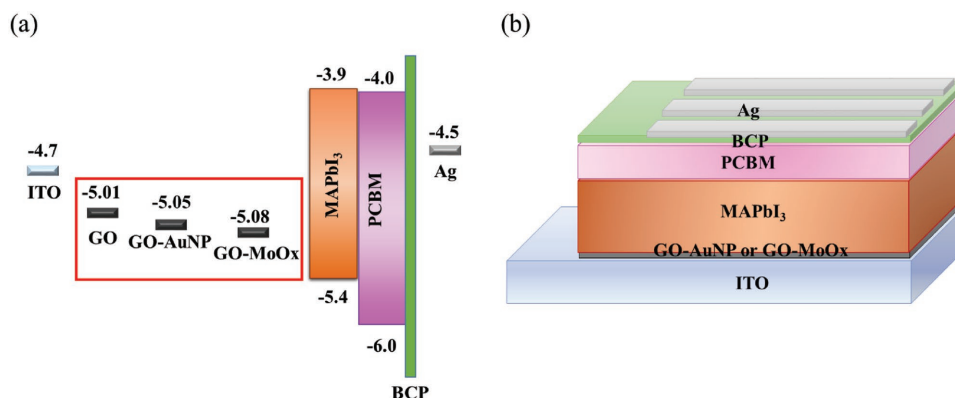 (a)
-4.7
ITO
-5.01
GO
-5.05
GO-AuNP
-5.08
GO-MoOx
-3.9
MAPbI₃
-5.4
-4.0
PCBM
-6.0
BCP
-4.5
Ag
(b)
Ag
BCP
PCBM
MAPbI₃
GO-AuNP or GO-MoOx
ITO